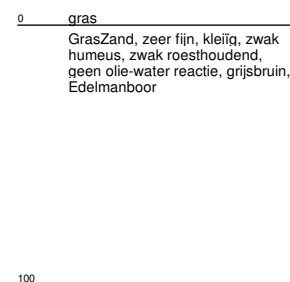 0 gras
GrasZand, zeer fijn, kleiïg, zwak
humeus, zwak roesthoudend,
geen olie-water reactie, grijsbruin,
Edelmanboor
100